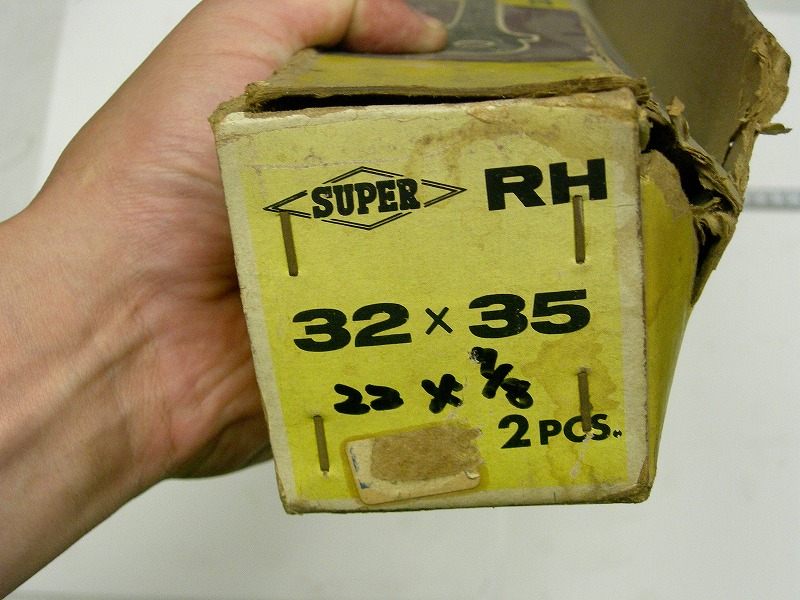 SUPER RH
32 × 35
22 × 7/8
2 PCS.